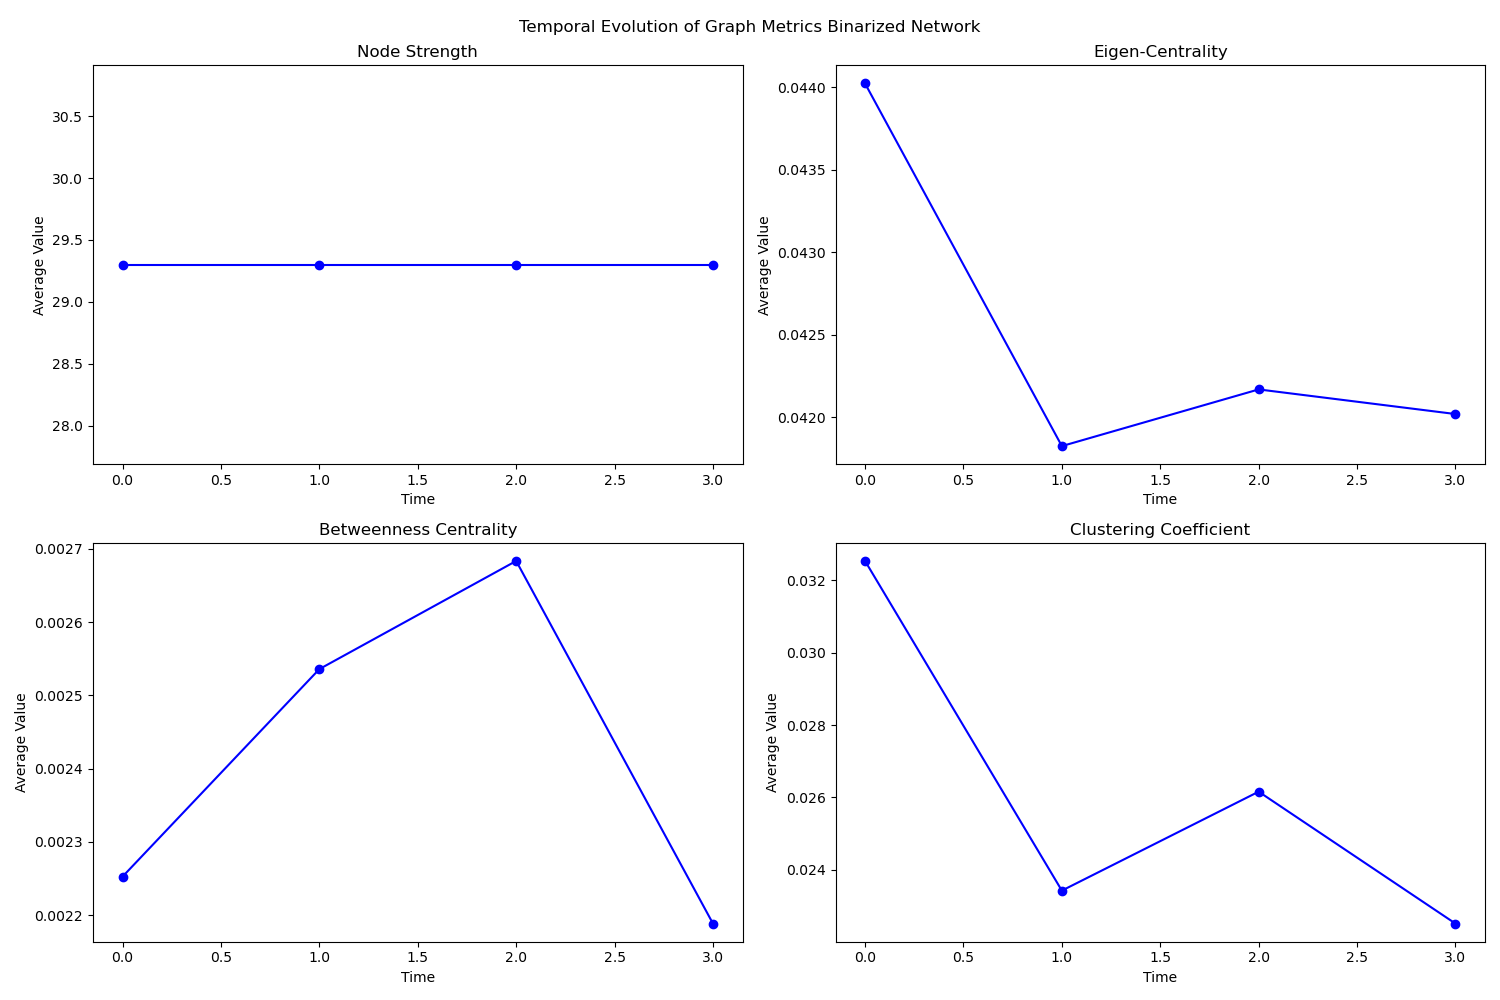 Temporal Evolution of Graph Metrics Binarized Network
Node Strength
Average Value
30.5
30.0
29.5
29.0
28.5
28.0
0.0 0.5 1.0 1.5 2.0 2.5 3.0
Time
Eigen-Centrality
Average Value
0.0440
0.0435
0.0430
0.0425
0.0420
0.0 0.5 1.0 1.5 2.0 2.5 3.0
Time
Betweenness Centrality
Average Value
0.0027
0.0026
0.0025
0.0024
0.0023
0.0022
0.0 0.5 1.0 1.5 2.0 2.5 3.0
Time
Clustering Coefficient
Average Value
0.032
0.030
0.028
0.026
0.024
0.0 0.5 1.0 1.5 2.0 2.5 3.0
Time